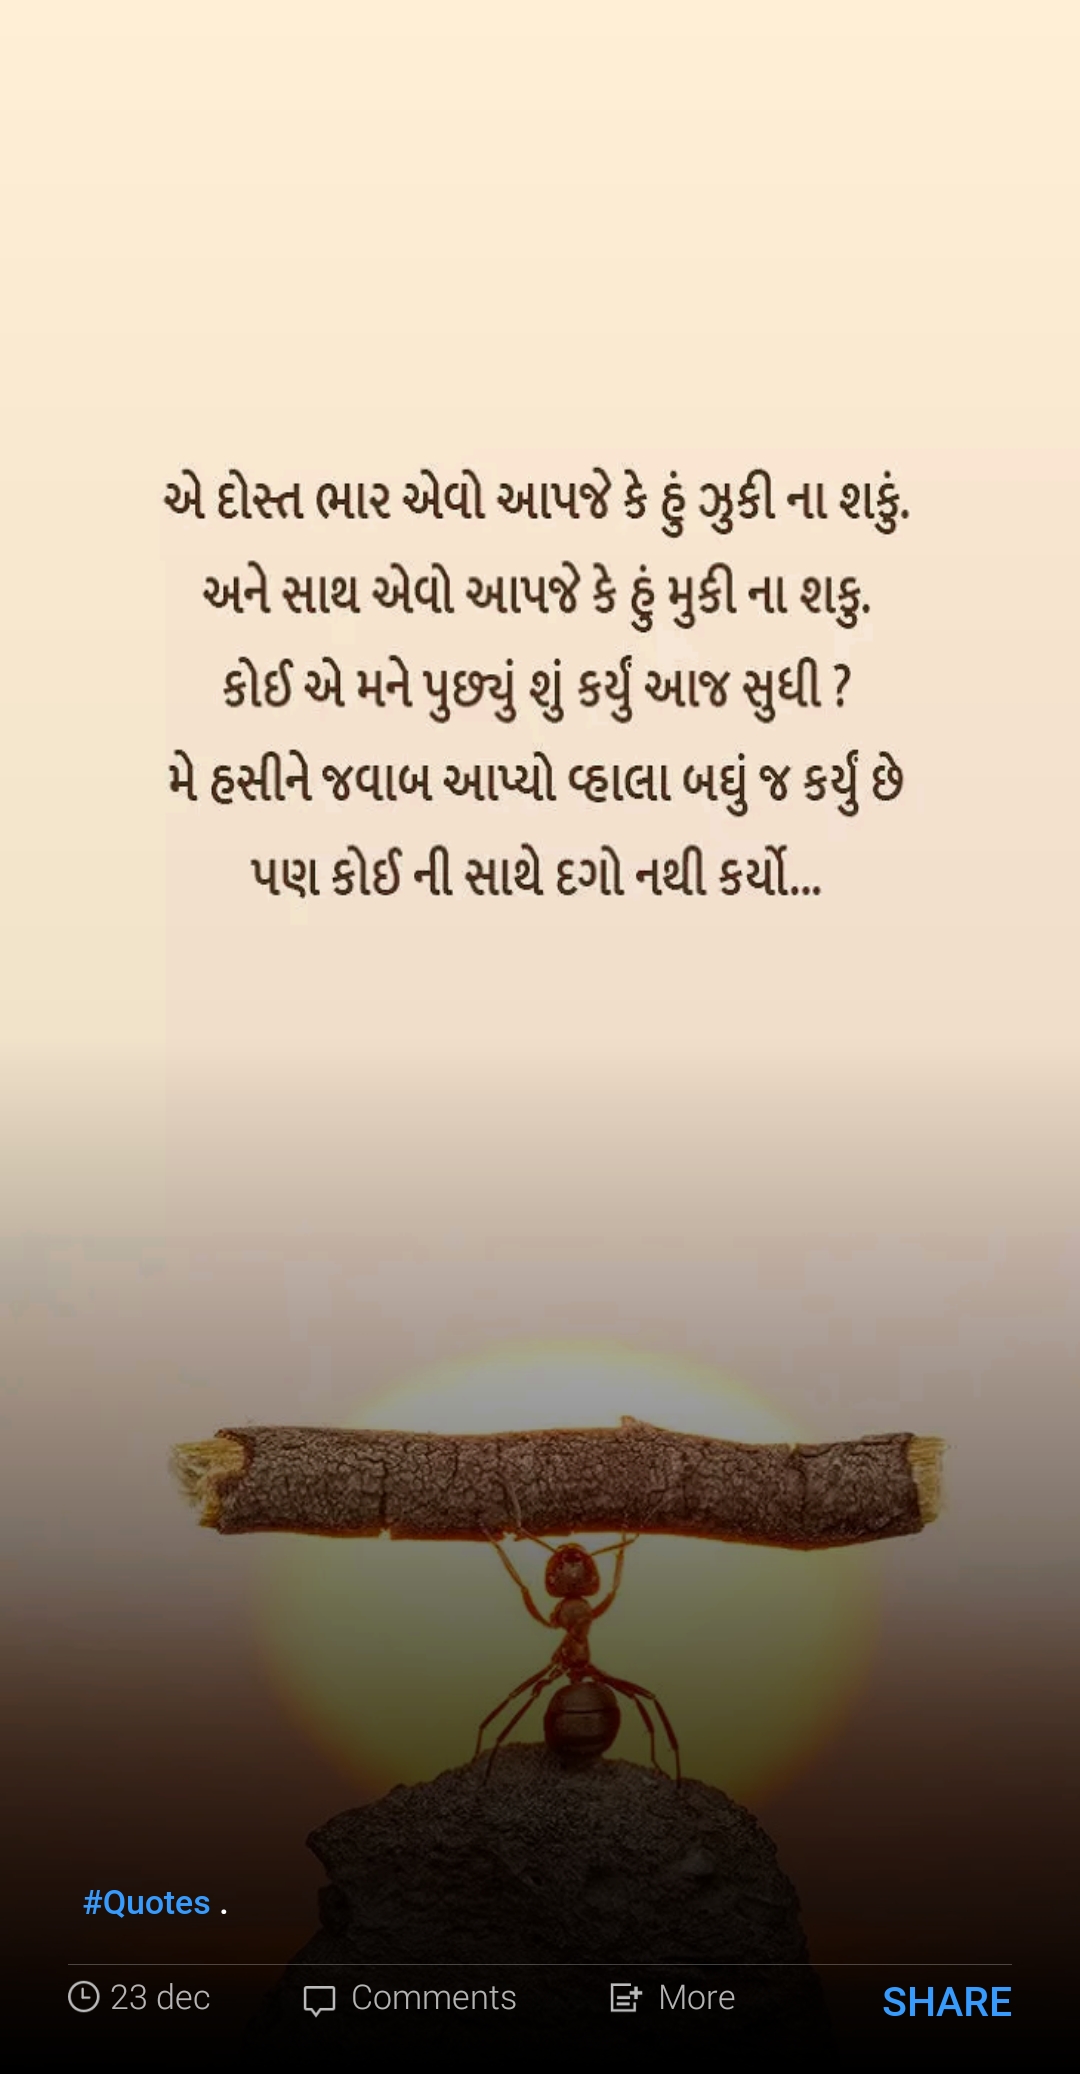 એ દોસ્ત ભાર એવો આપજે કે હું ઝુકી ના શકું.
અને સાથ એવો આપજે કે હું મુકી ના શકુ.
કોઈ એ મને પુછ્યું શું કર્યું આજ સુધી ?
મે હસીને જવાબ આપ્યો વ્હાલા બધું જ કર્યું છે
પણ કોઈ ની સાથે દગો નથી કર્યો...
#Quotes .
23 dec
Comments
More
SHARE